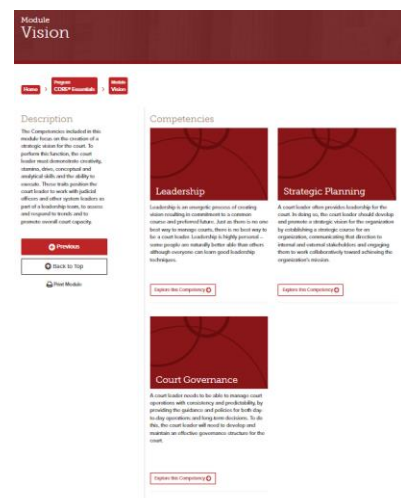 Module
Vision
Home
Program
CORE® Essentials
Module
Vision
Description
The Competencies included in this
module focus on the creation of a
strategic vision for the court. To
perform this function, the court
leader must demonstrate creativity,
stamina, drive, conceptual and
analytical skills and the ability to
execute. These traits position the
court leader to work with judicial
officers and other system leaders as
part of a leadership team, to assess
and respond to trends and to
promote overall court capacity.
Previous
Back to Top
Print Module
Competencies
Leadership
Leadership is an energetic process of creating
vision resulting in commitment to a common
course and preferred future. Just as there is no one
best way to manage courts, there is no best way to
be a court leader. Leadership is highly personal –
some people are naturally better able than others
although everyone can learn good leadership
techniques.
Explore this Competency
Strategic Planning
A court leader often provides leadership for the
court. In doing so, the court leader should develop
and promote a strategic vision for the organization
by establishing a strategic course for an
organization, communicating that direction to
internal and external stakeholders and engaging
them to work collaboratively toward achieving the
organization's mission.
Explore this Competency
Court Governance
A court leader needs to be able to manage court
operations with consistency and predictability, by
providing the guidance and policies for both day-
to-day operations and long-term decisions. To do
this, the court leader will need to develop and
maintain an effective governance structure for the
court.
Explore this Competency